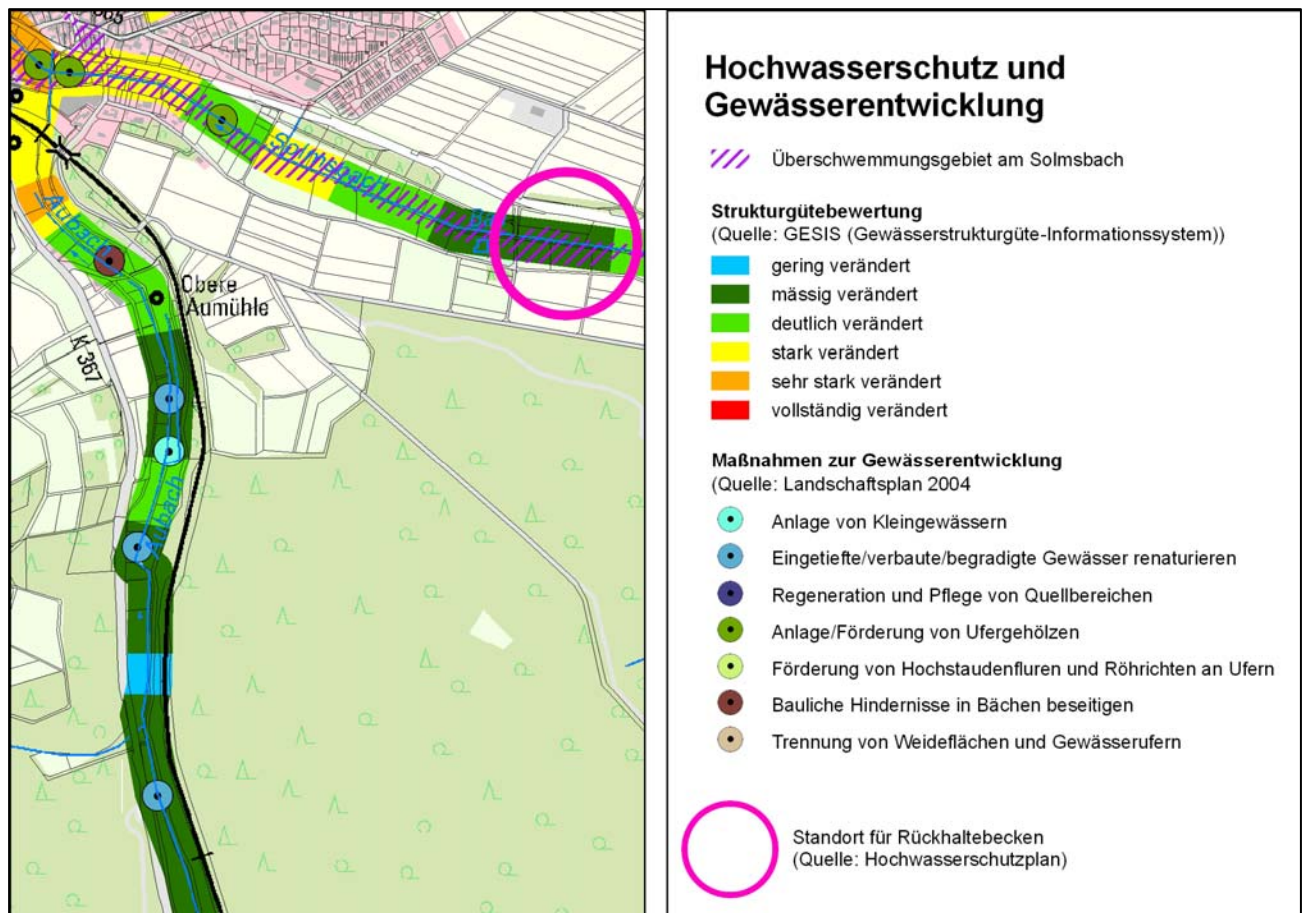 Solmsbach
Aubach
Obere
Aumühle
K 367
Aubach
Hochwasserschutz und
Gewässerentwicklung
Überschwemmungsgebiet am Solmsbach
Strukturgütebewertung
(Quelle: GESIS (Gewässerstrukturgüte-Informationssystem))
gering verändert
mässig verändert
deutlich verändert
stark verändert
sehr stark verändert
vollständig verändert
Maßnahmen zur Gewässerentwicklung
(Quelle: Landschaftsplan 2004
Anlage von Kleingewässern
Eingetiefte/verbaute/begradigte Gewässer renaturieren
Regeneration und Pflege von Quellbereichen
Anlage/Förderung von Ufergehölzen
Förderung von Hochstaudenfluren und Röhrichten an Ufern
Bauliche Hindernisse in Bächen beseitigen
Trennung von Weideflächen und Gewässerufern
Standort für Rückhaltebecken
(Quelle: Hochwasserschutzplan)